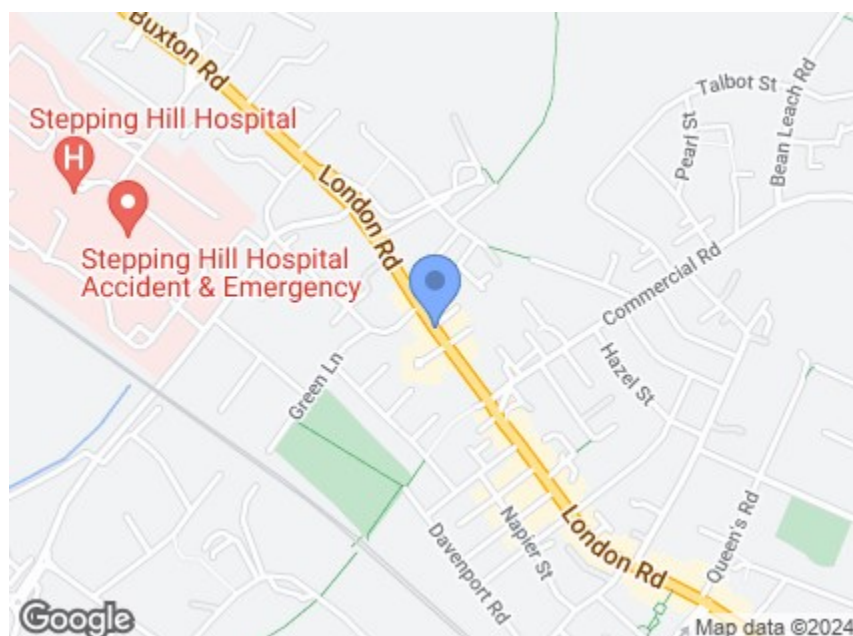 Buxton Rd
Talbot St
Bean Leach Rd
Pearl St
Stepping Hill Hospital
H
London Rd
Stepping Hill Hospital
Accident & Emergency
Commercial Rd
Hazel St
Green Ln
Napier St
Davenport Rd
London Rd
Queen's Rd
Google
Map data ©2024